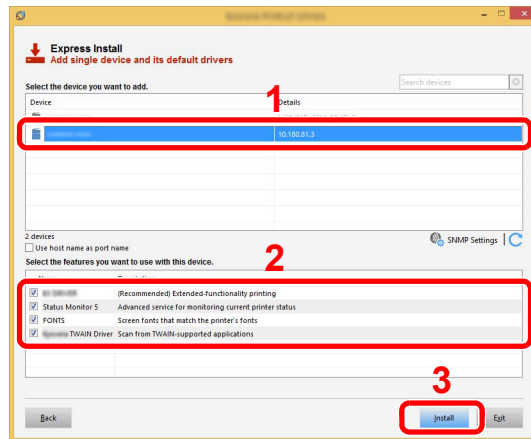 Express Install
Add single device and its default drivers
Select the device you want to add.
Search devices
1
Device Details
10.180.81.3
2 devices
SNMP Settings
Use host name as port name
2
Select the features you want to use with this device.
(Recommended) Extended-functionality printing
Status Monitor 5 Advanced service for monitoring current printer status
FONTS Screen fonts that match the printer's fonts
TWAIN Driver Scan from TWAIN-supported applications
3
Back Install Exit